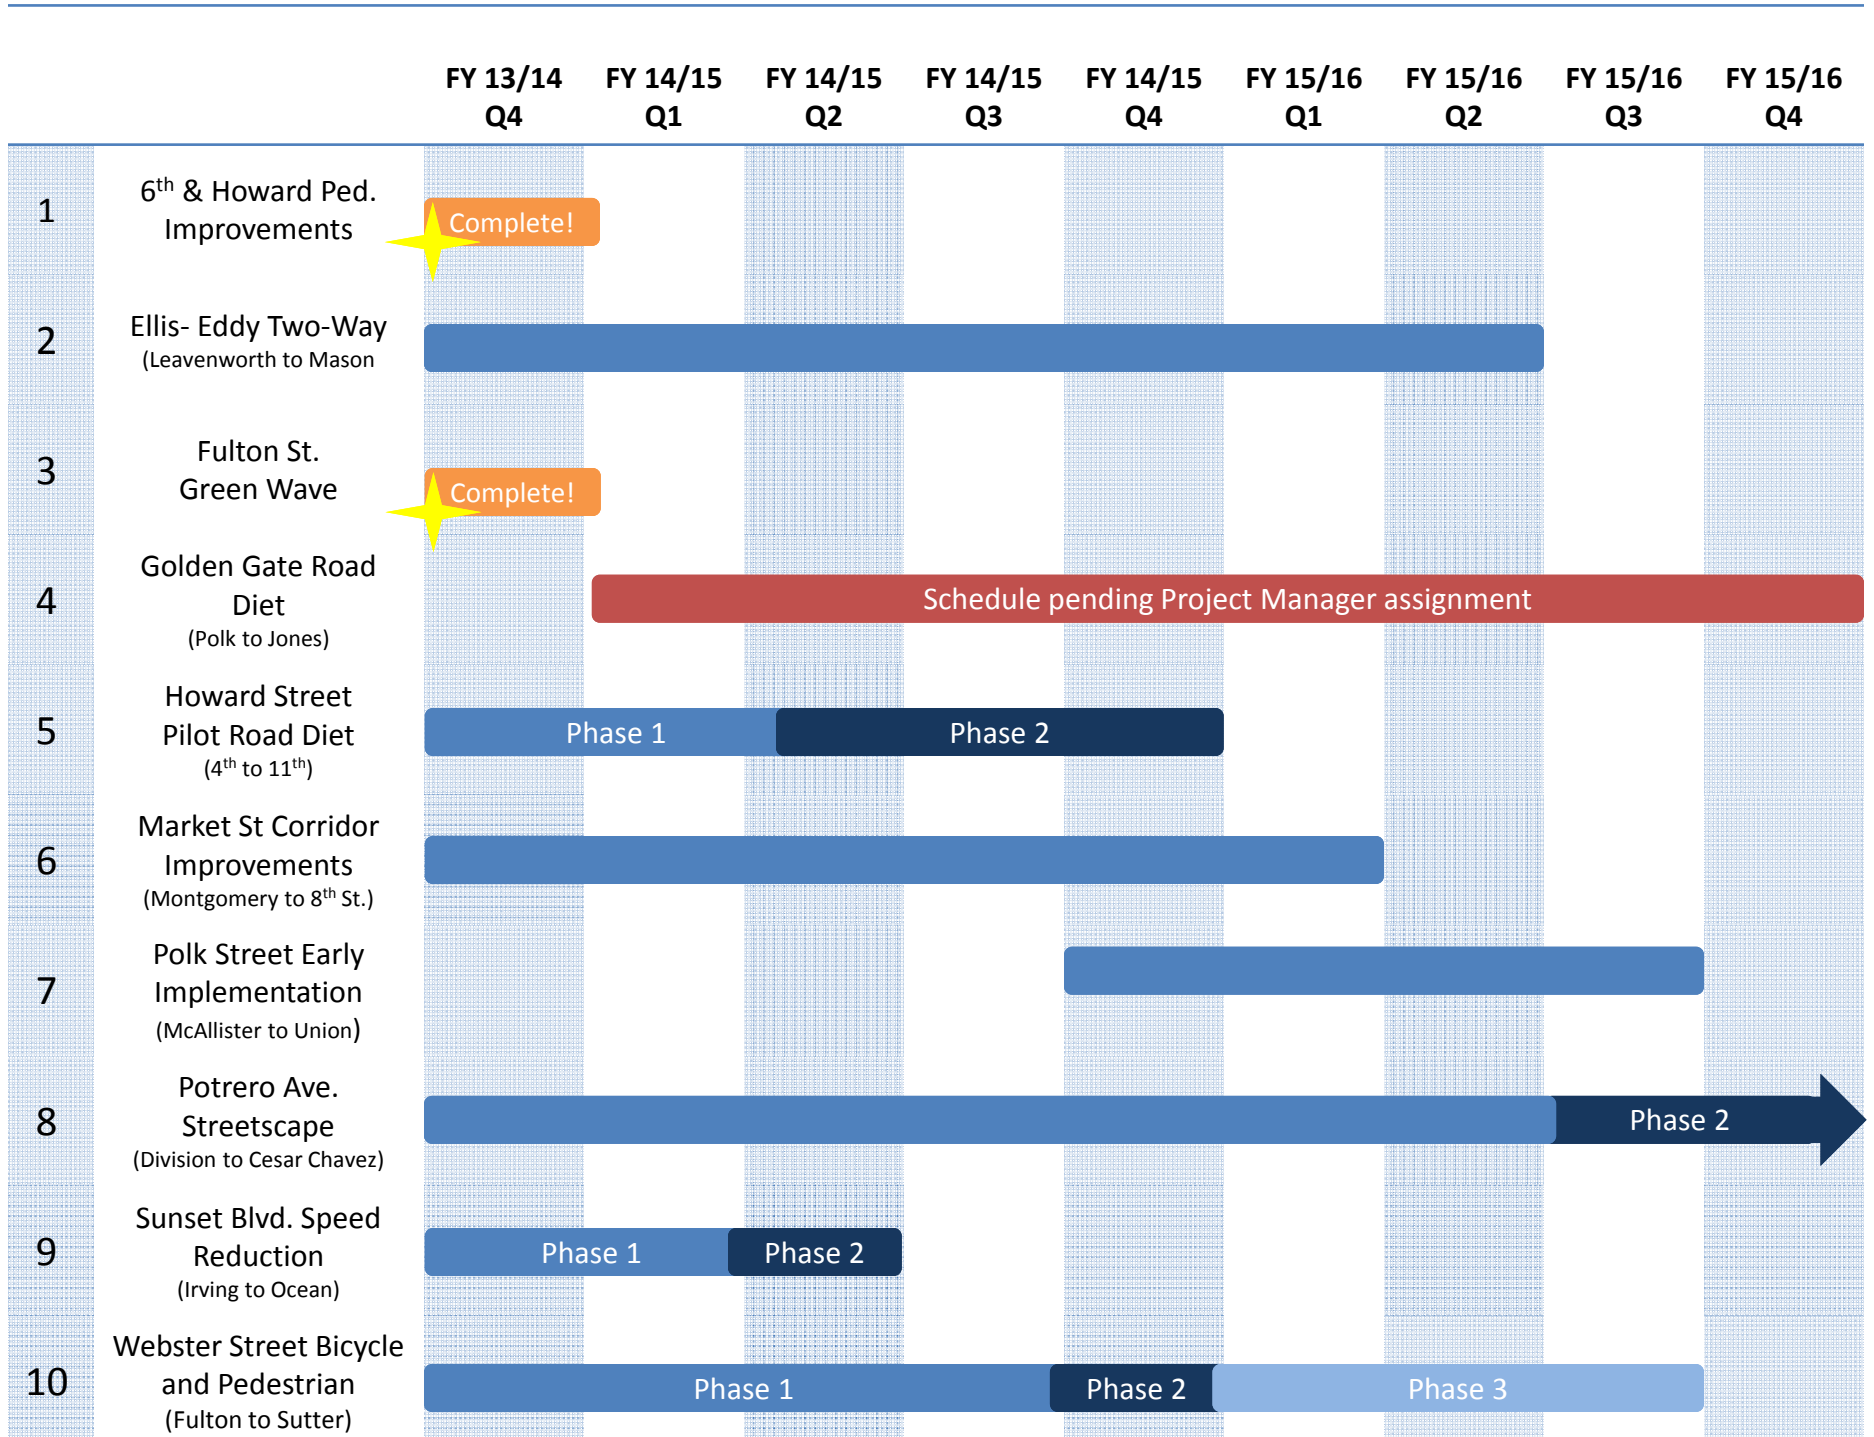 FY 13/14 FY 14/15 FY 14/15 FY 14/15 FY 14/15 FY 15/16 FY 15/16 FY 15/16 FY 15/16
Q4 Q1 Q2 Q3 Q4 Q1 Q2 Q3 Q4
1
6th & Howard Ped.
Improvements
Complete!
2
Ellis- Eddy Two-Way
(Leavenworth to Mason
3
Fulton St.
Green Wave
Complete!
4
Golden Gate Road
Diet
(Polk to Jones)
Schedule pending Project Manager assignment
5
Howard Street
Pilot Road Diet
(4th to 11th)
Phase 1 Phase 2
6
Market St Corridor
Improvements
(Montgomery to 8th St.)
7
Polk Street Early
Implementation
(McAllister to Union)
8
Potrero Ave.
Streetscape
(Division to Cesar Chavez)
Phase 2
9
Sunset Blvd. Speed
Reduction
(Irving to Ocean)
Phase 1 Phase 2
10
Webster Street Bicycle
and Pedestrian
(Fulton to Sutter)
Phase 1 Phase 2 Phase 3